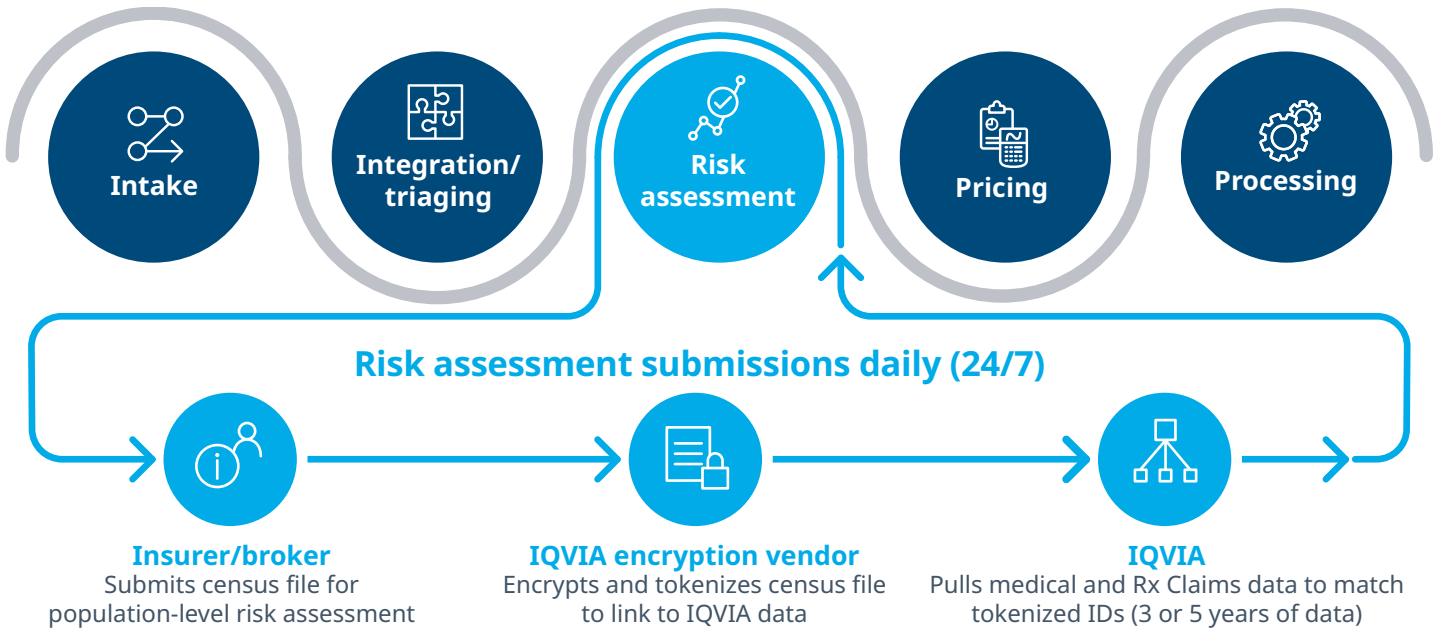 Intake
Integration/
triaging
Risk
assessment
Pricing
Processing
Risk assessment submissions daily (24/7)
Insurer/broker
Submits census file for
population-level risk assessment
IQVIA encryption vendor
Encrypts and tokenizes census file
to link to IQVIA data
IQVIA
Pulls medical and Rx Claims data to match
tokenized IDs (3 or 5 years of data)